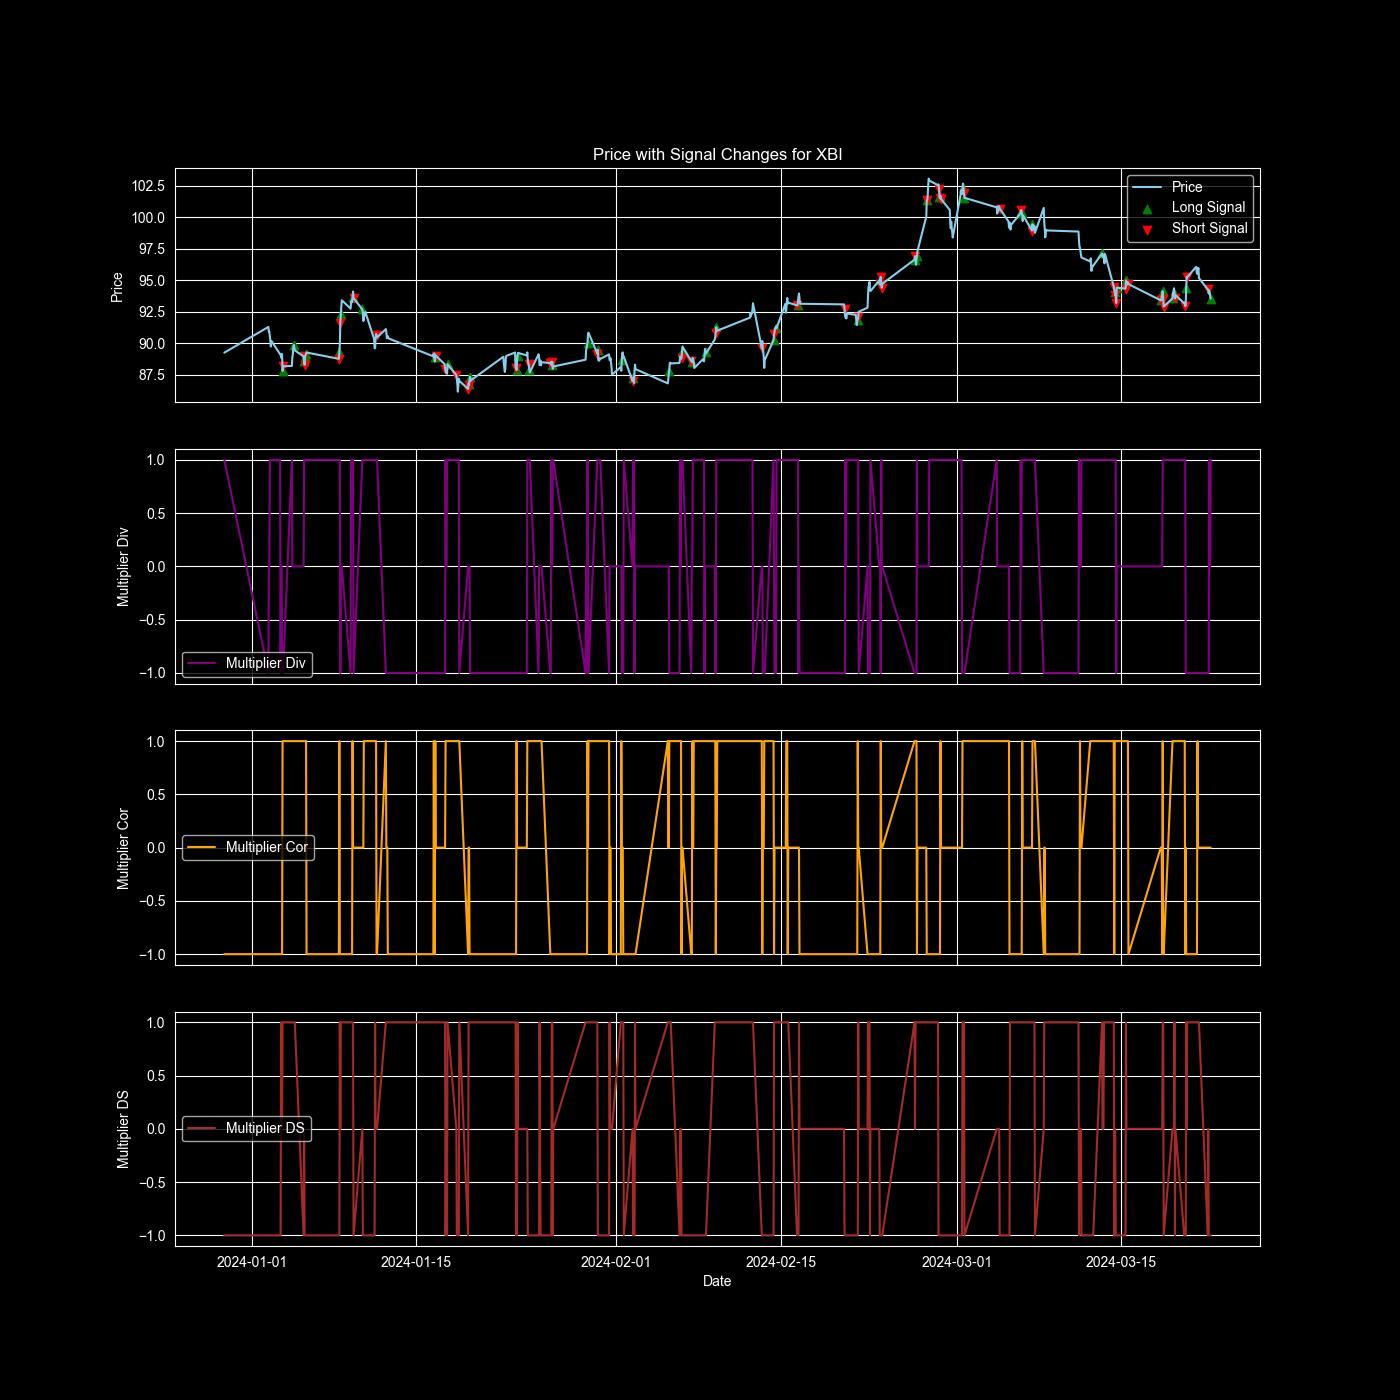 Price with Signal Changes for XBI
102.5
100.0
97.5
95.0
92.5
90.0
87.5
Price
Price
Long Signal
Short Signal
1.0
0.5
0.0
−0.5
−1.0
Multiplier Div
Multiplier Div
1.0
0.5
0.0
−0.5
−1.0
Multiplier Cor
Multiplier Cor
1.0
0.5
0.0
−0.5
−1.0
Multiplier DS
Multiplier DS
2024-01-01
2024-01-15
2024-02-01
2024-02-15
2024-03-01
2024-03-15
Date